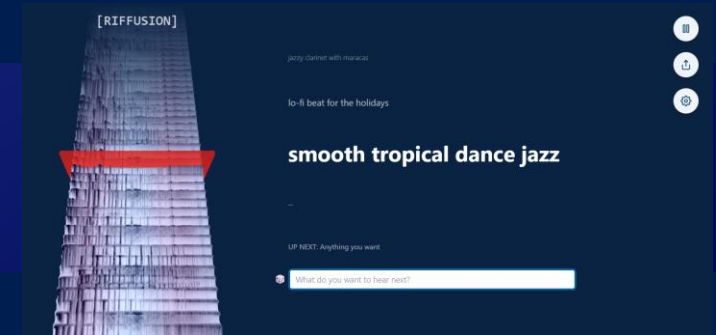 [RIFFUSION]
jazzy clarinet with maracas
lo-fi beat for the holidays
smooth tropical dance jazz
...
UP NEXT: Anything you want
What do you want to hear next?